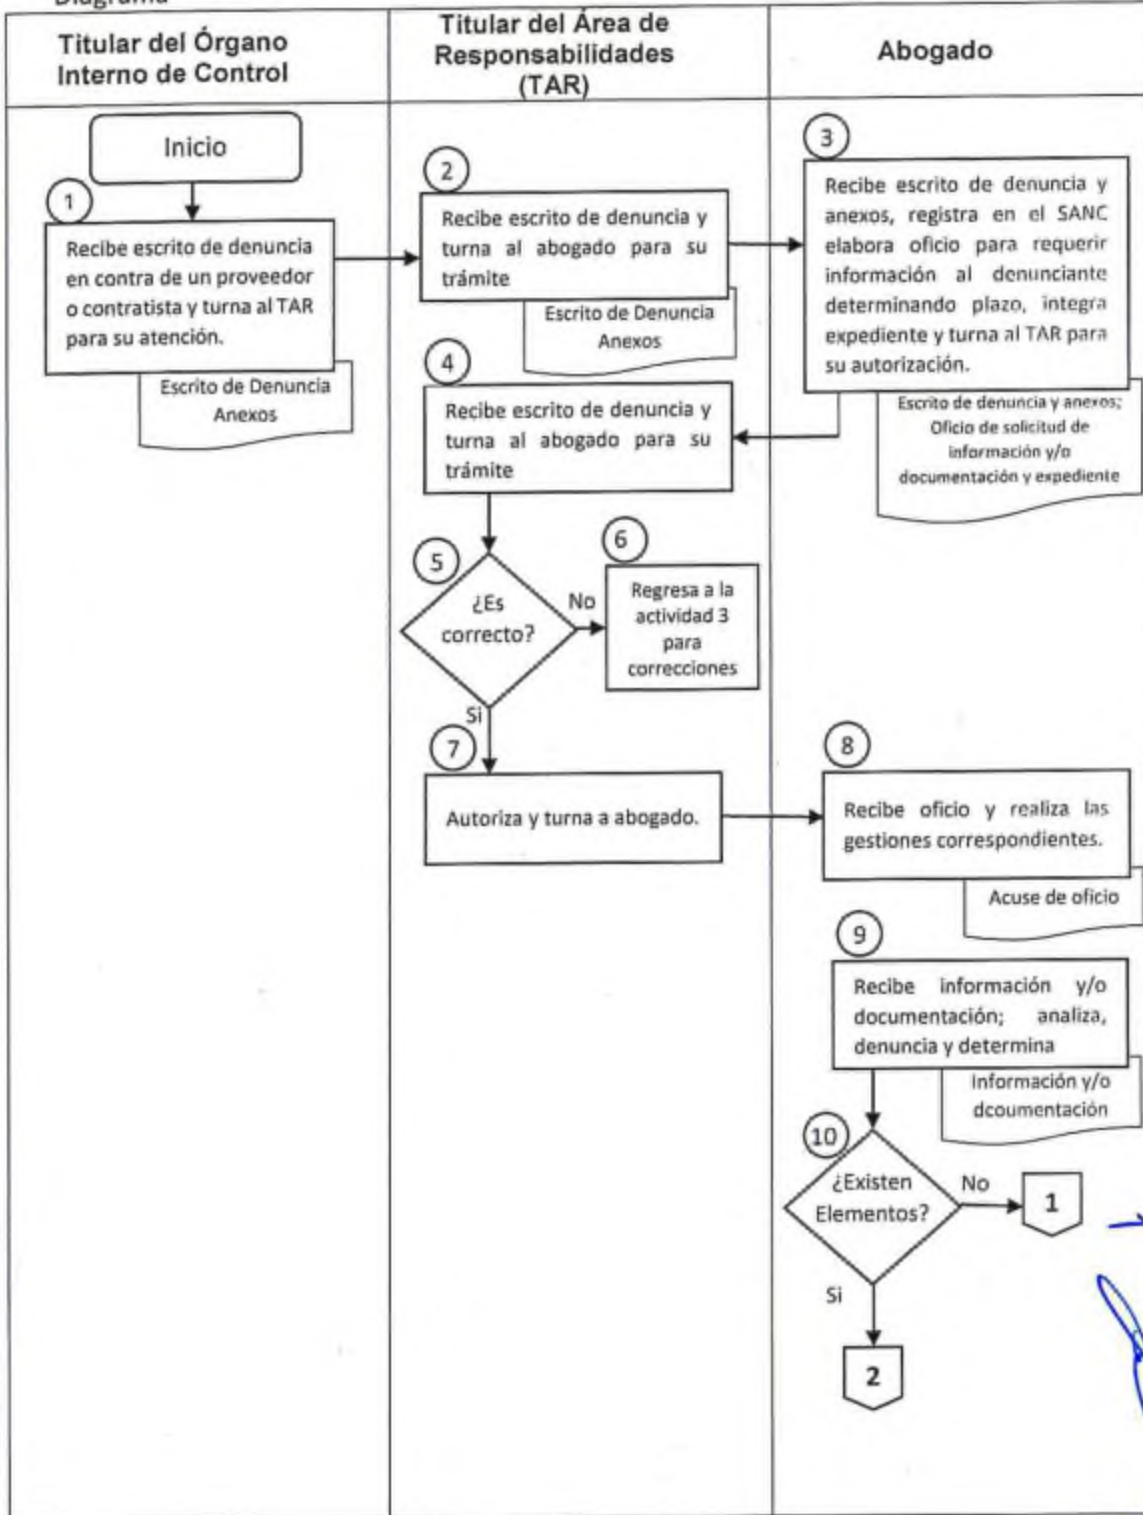 Diagrama
Titular del Órgano
Interno de Control
Titular del Área de
Responsabilidades
(TAR)
Abogado
Inicio
1
Recibe escrito de denuncia
en contra de un proveedor
o contratista y turna al TAR
para su atención.
Escrito de Denuncia
Anexos
2
Recibe escrito de denuncia y
turna al abogado para su
trámite
Escrito de Denuncia
Anexos
3
Recibe escrito de denuncia y
anexos, registra en el SANC
elabora oficio para requerir
información al denunciante
determinando plazo, integra
expediente y turna al TAR para
su autorización.
Escrito de denuncia y anexos;
Oficio de solicitud de
información y/o
documentación y expediente
4
Recibe escrito de denuncia y
turna al abogado para su
trámite
5
¿Es
correcto?
No
6
Regresa a la
actividad 3
para
correcciones
Si
7
Autoriza y turna a abogado.
8
Recibe oficio y realiza las
gestiones correspondientes.
Acuse de oficio
9
Recibe información y/o
documentación; analiza,
denuncia y determina
Información y/o
dcoumentación
10
¿Existen
Elementos?
No
1
Si
2